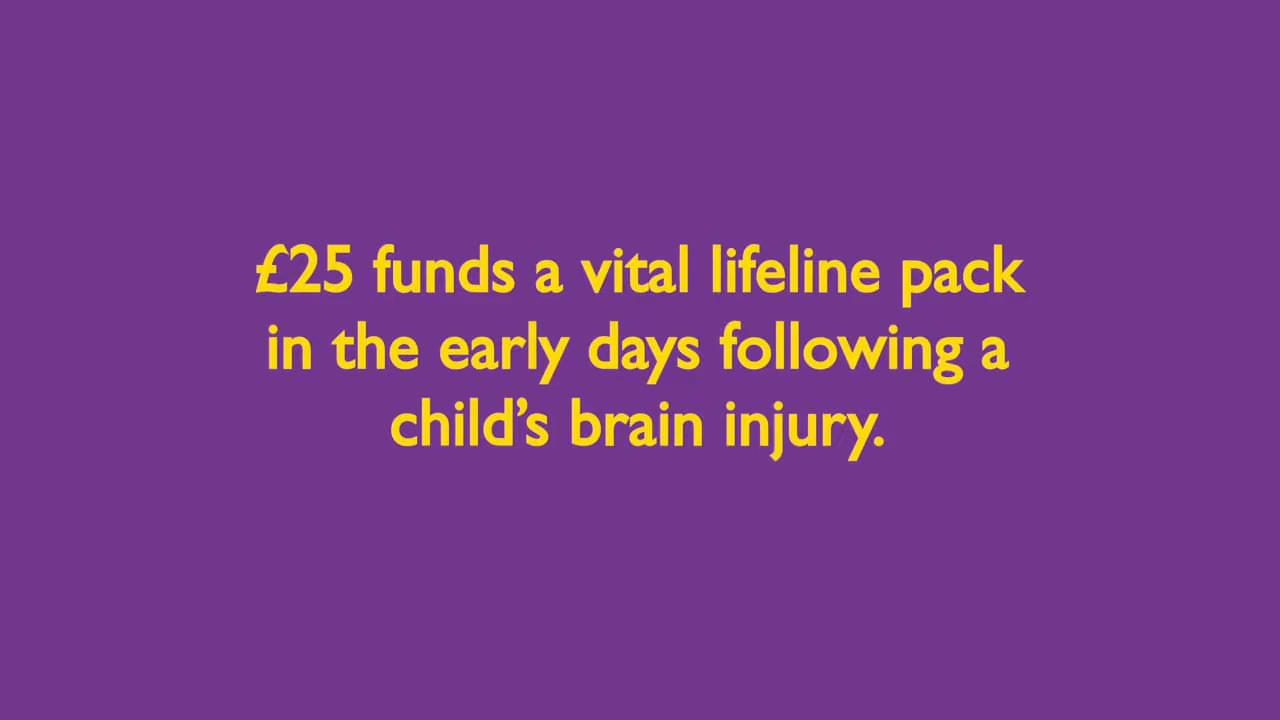 £25 funds a vital lifeline pack
in the early days following a
child’s brain injury.